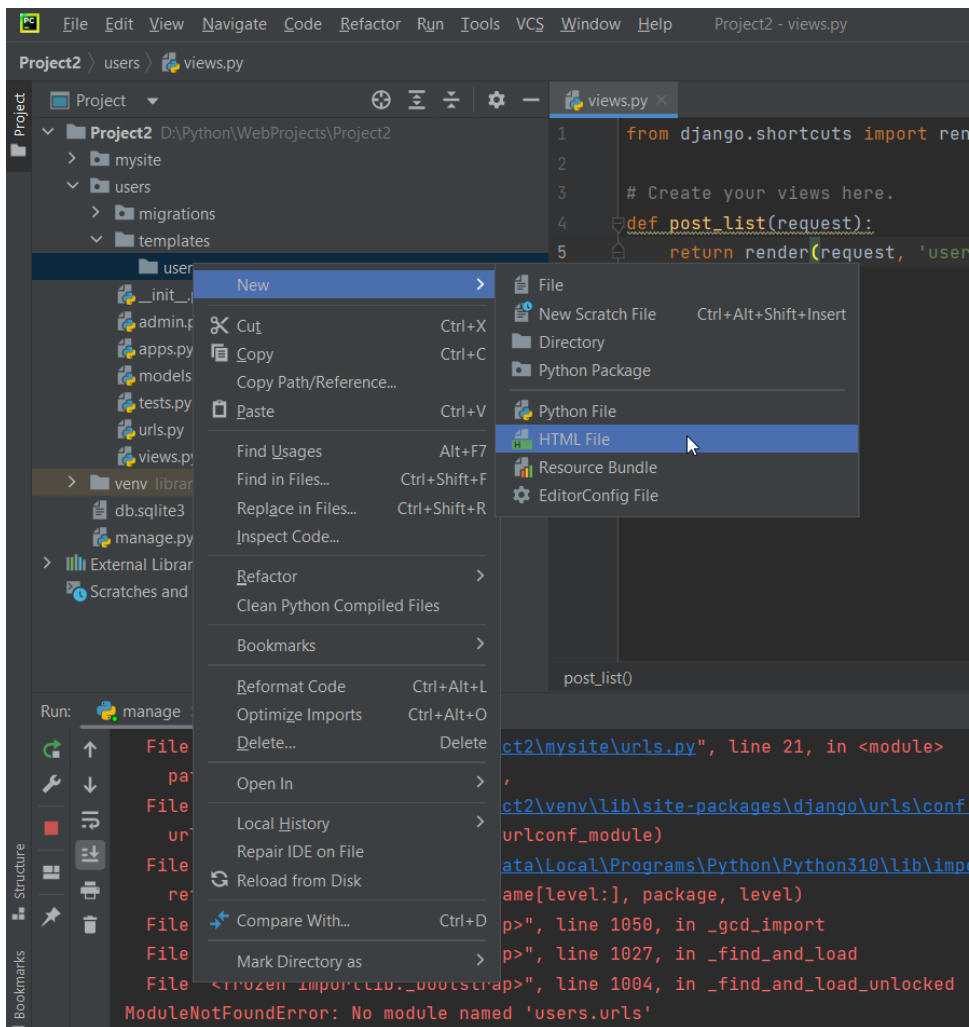 PC File Edit View Navigate Code Refactor Run Tools VCS Window Help Project2 - views.py
Project2 users views.py
Project
Project
views.py
Project2 D:\Python\WebProjects\Project2
mysite
users
migrations
templates
__init__.
urls.py
db.sqlite3
manage.py
1 from django.shortcuts import
2
3 # Create your views here.
4 def post_list(request):
5 return render(request,
post_list()
New
Cut Ctrl+X
Copy Ctrl+C
Copy Path/Reference...
Paste Ctrl+V
Find Usages Alt+F7
Find in Files... Ctrl+Shift+F
Replace in Files... Ctrl+Shift+R
Inspect Code...
Refactor
Clean Python Compiled Files
Bookmarks
Reformat Code Ctrl+Alt+L
Optimize Imports Ctrl+Alt+O
Delete... Delete
Open In
Local History
Repair IDE on File
Reload from Disk
Compare With... Ctrl+D
Mark Directory as
File
New Scratch File Ctrl+Alt+Shift+Insert
Directory
Python Package
Python File
HTML File
Resource Bundle
EditorConfig File
admin.p
apps.py
models
tests.py
views.py
venv
External
Scratches and
Run: manage
File ct2\mysite\urls.py", line 21, in <module>
,
File ct2\venv\lib\site-packages\django\urls\conf
urlconf_module)
File ata\Local\Programs\Python\Python310\lib\
ame[level:], package, level)
File p>", line 1050, in _gcd_import
File p>", line 1027, in _find_and_load
File "<frozen importlib._bootstrap>", line 1004, in _find_and_load_unlocked
ModuleNotFoundError: No module named 'users.urls'
Structure
Bookmarks